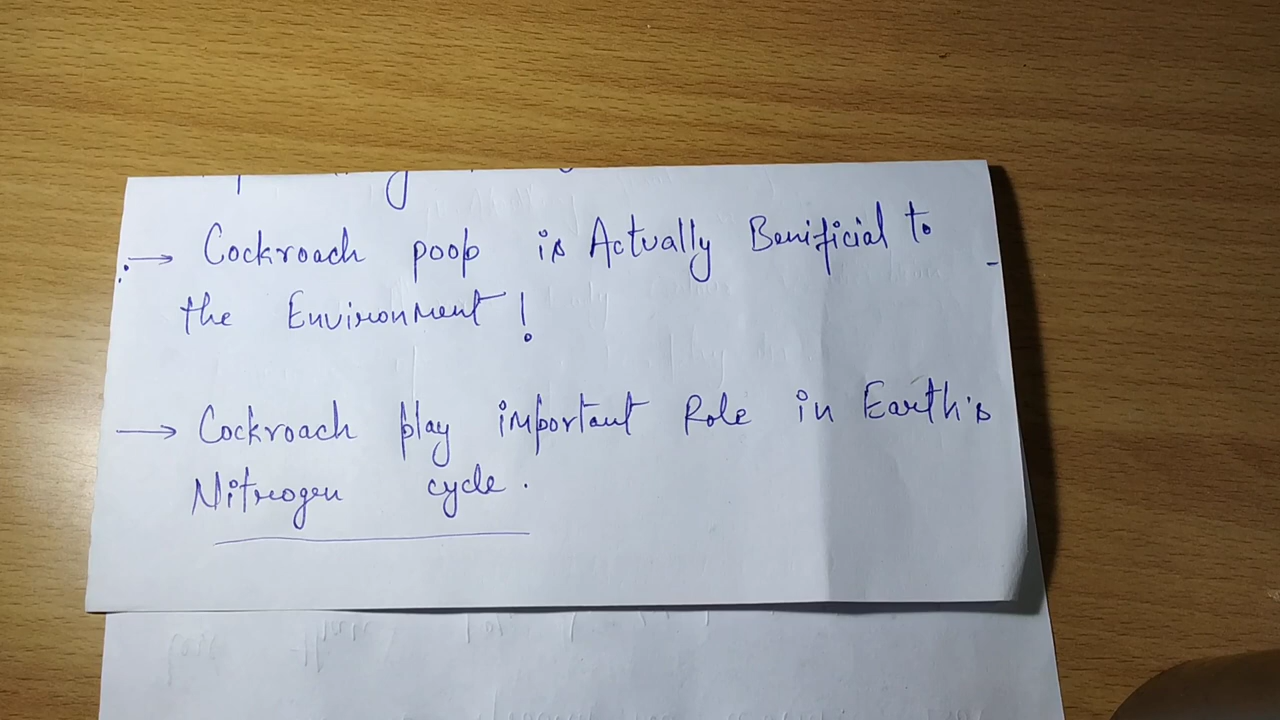 → Cockroach poop is Actually Benificial to
the Environment!
→ Cockroach play important Role in Earth's
Nitrogen cycle.